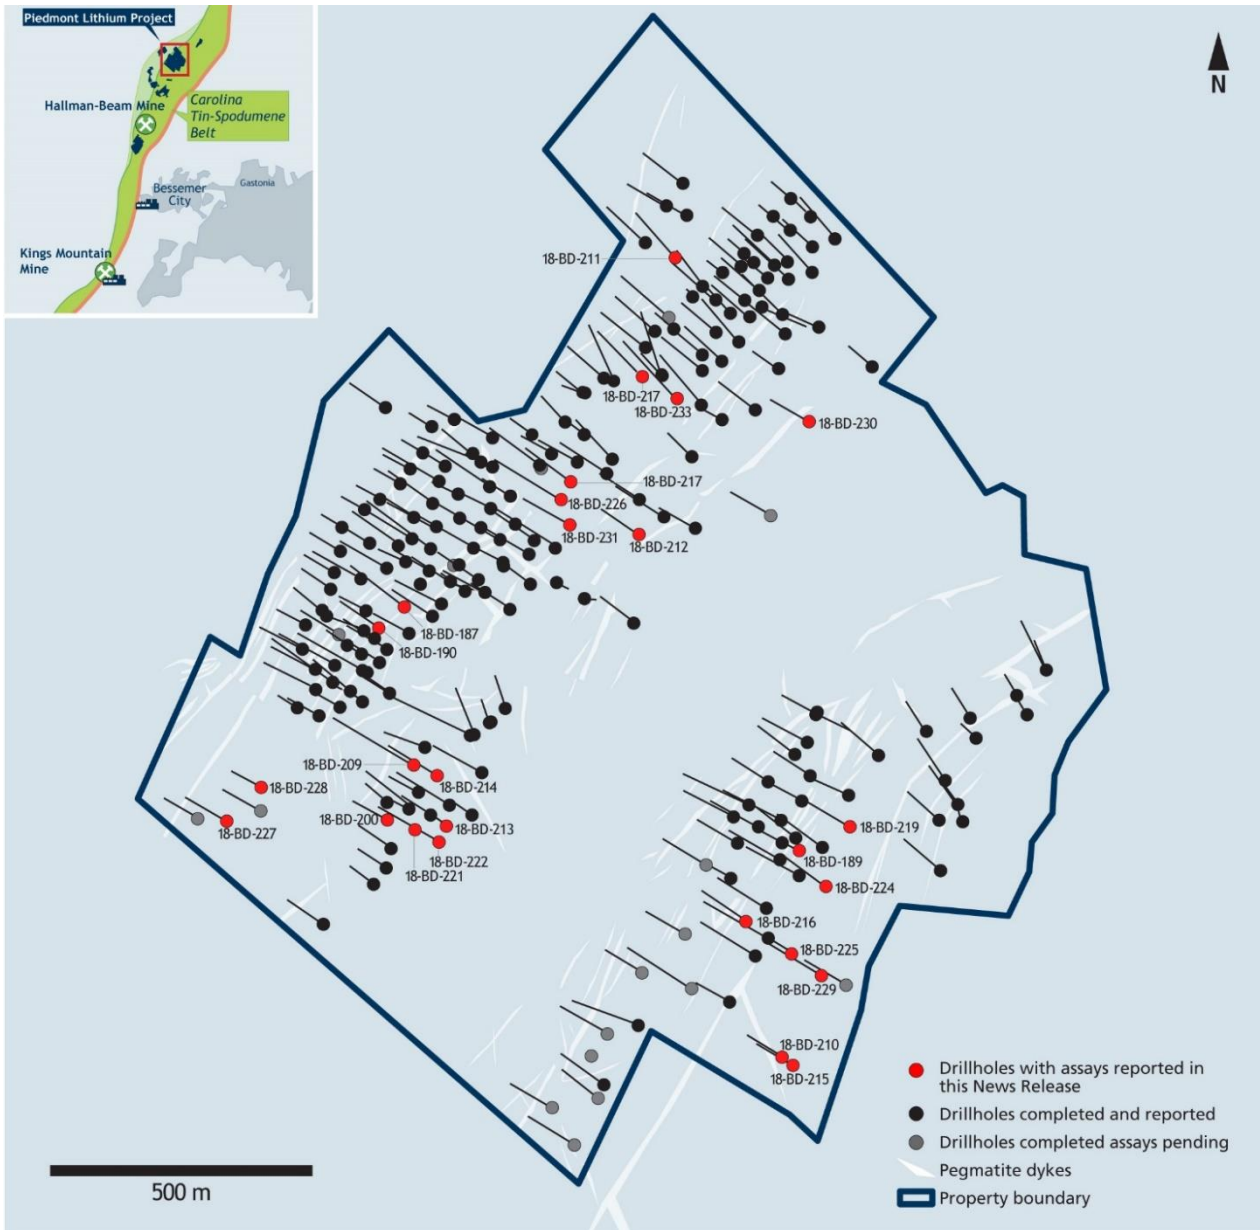 Piedmont Lithium Project
Hallman-Beam Mine
Carolina
Tin-Spodumene
Belt
Bessemer
City
Gastonia
Kings Mountain
Mine
N
18-BD-211
18-BD-217
18-BD-233
18-BD-230
18-BD-217
18-BD-226
18-BD-231
18-BD-212
18-BD-187
18-BD-190
18-BD-209
18-BD-214
18-BD-228
18-BD-227
18-BD-200
18-BD-213
18-BD-222
18-BD-221
18-BD-219
18-BD-189
18-BD-224
18-BD-216
18-BD-225
18-BD-229
18-BD-210
18-BD-215
Drillholes with assays reported in
this News Release
Drillholes completed and reported
Drillholes completed assays pending
Pegmatite dykes
Property boundary
500 m